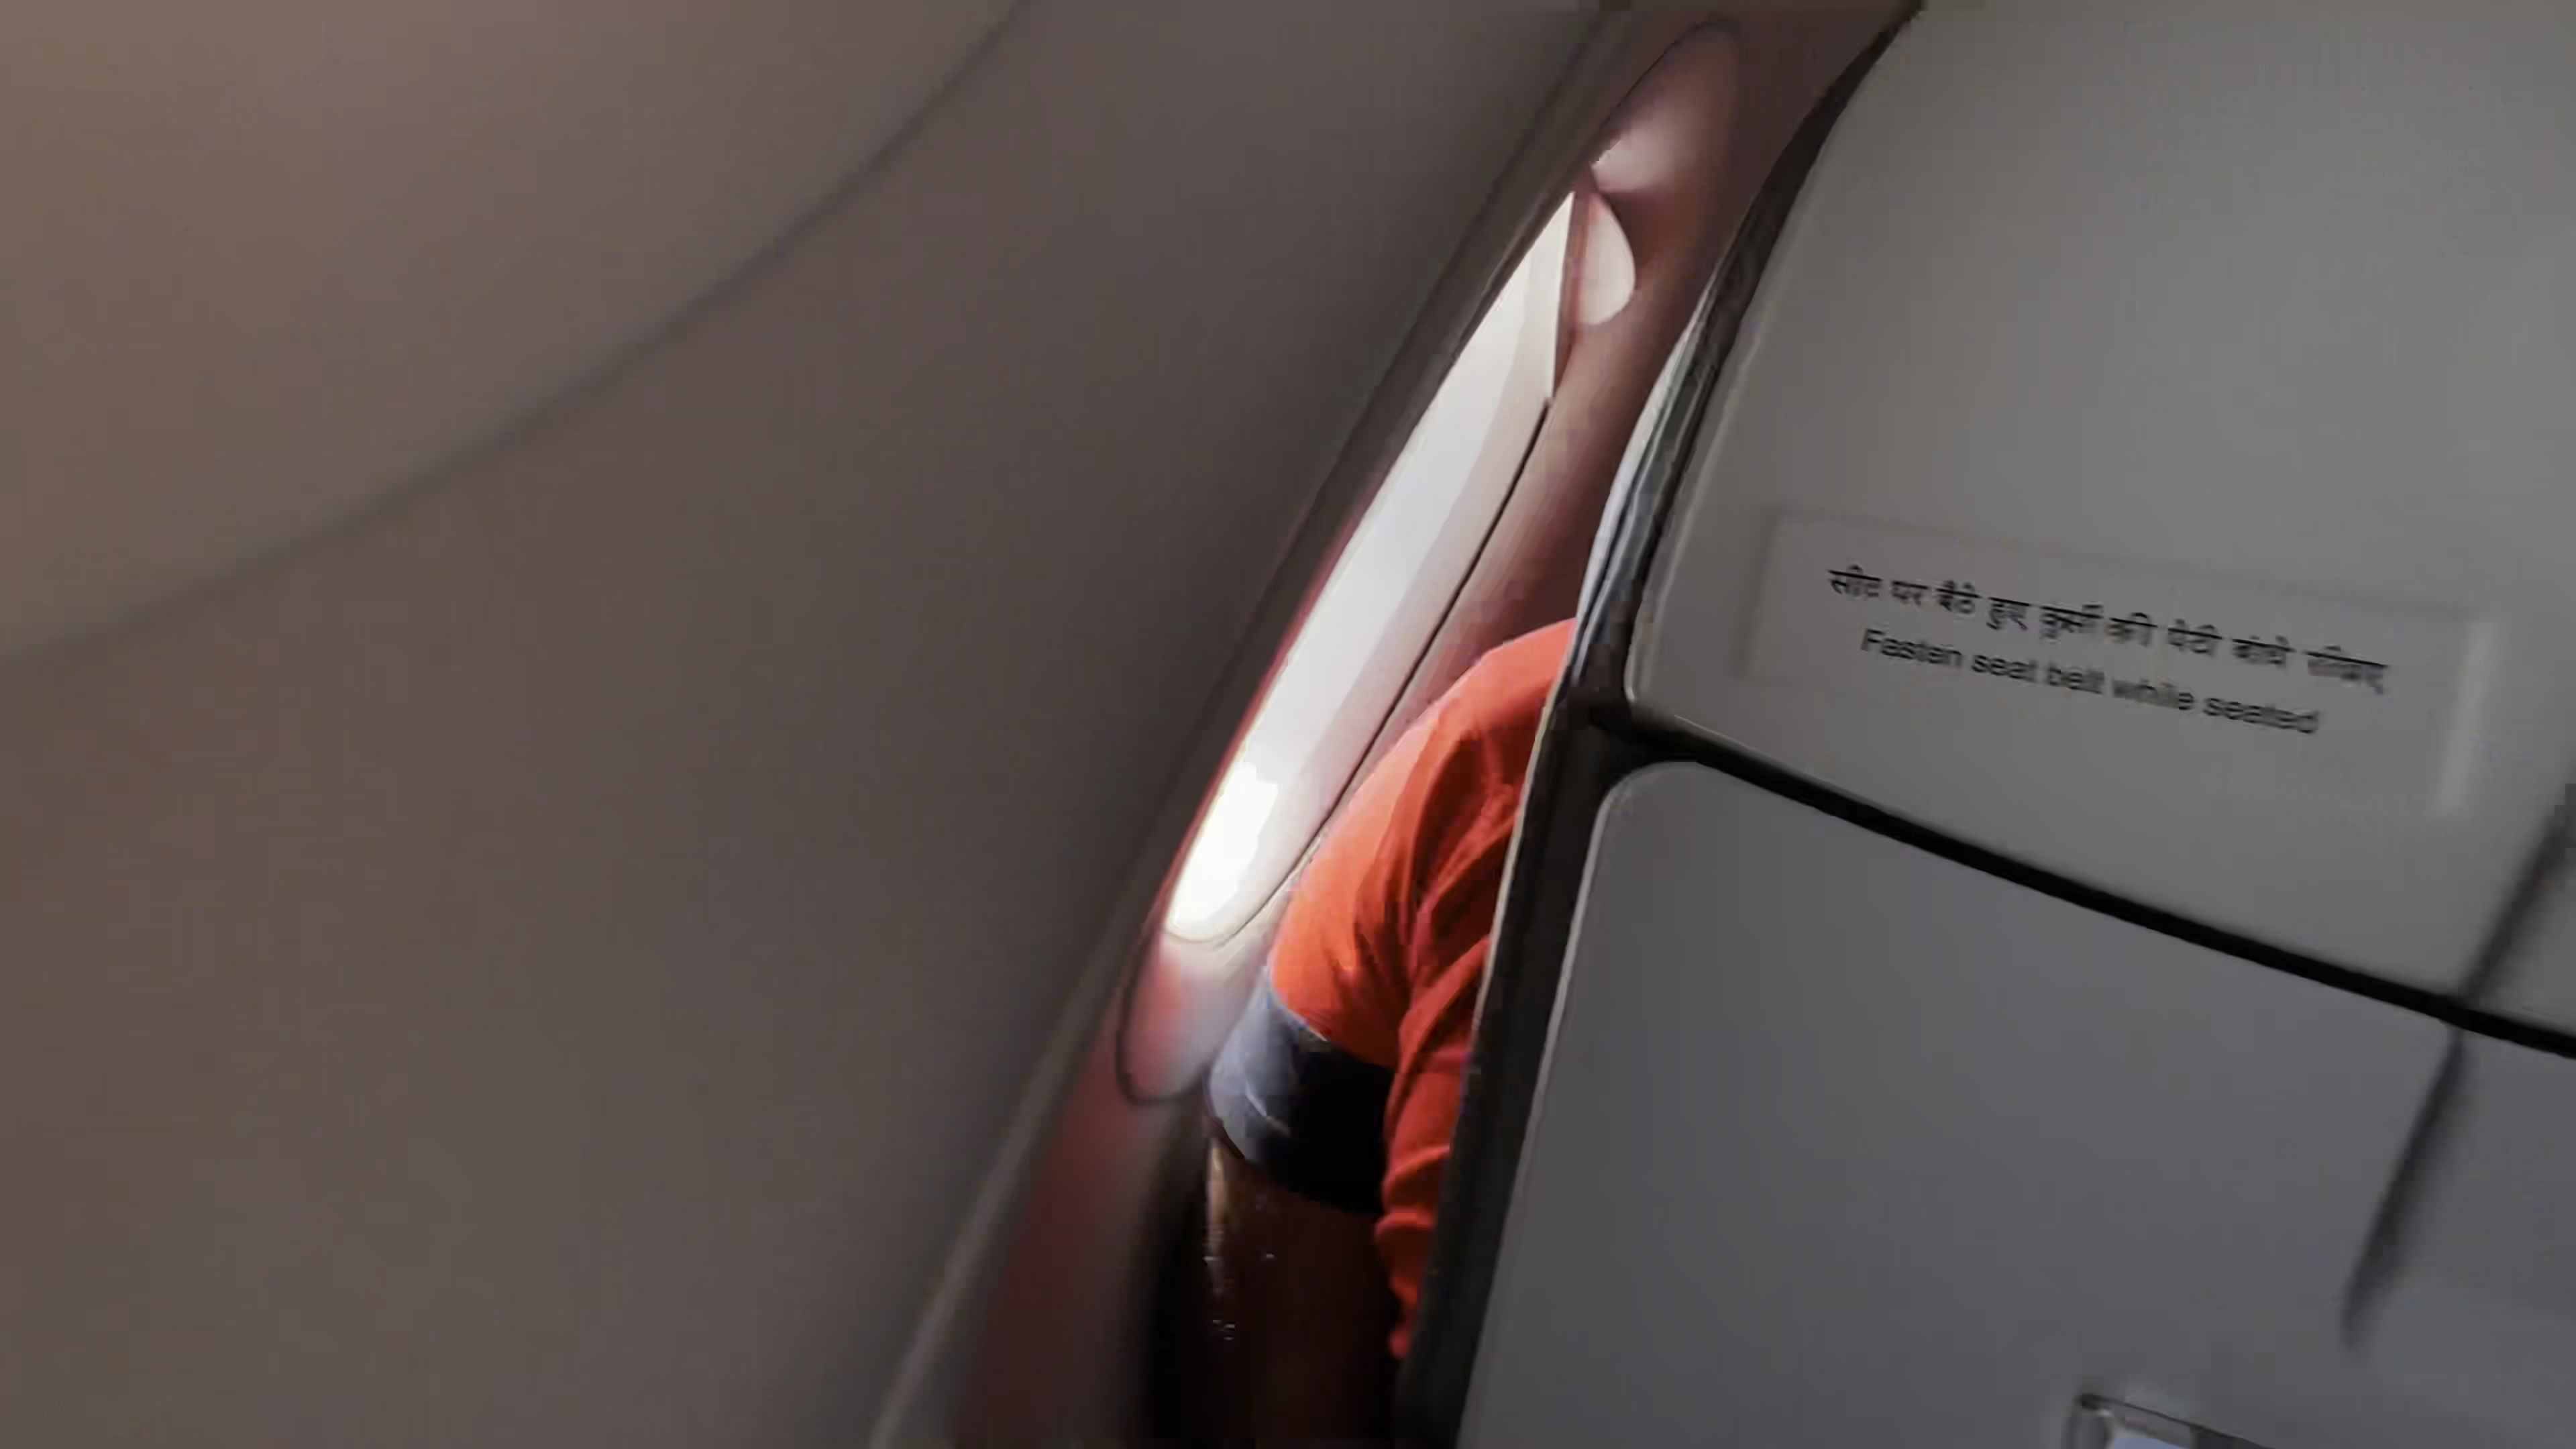 सीट पर बैठे हुए कुर्सी की पेटी बांधे रखिए
Fasten seat belt while seated